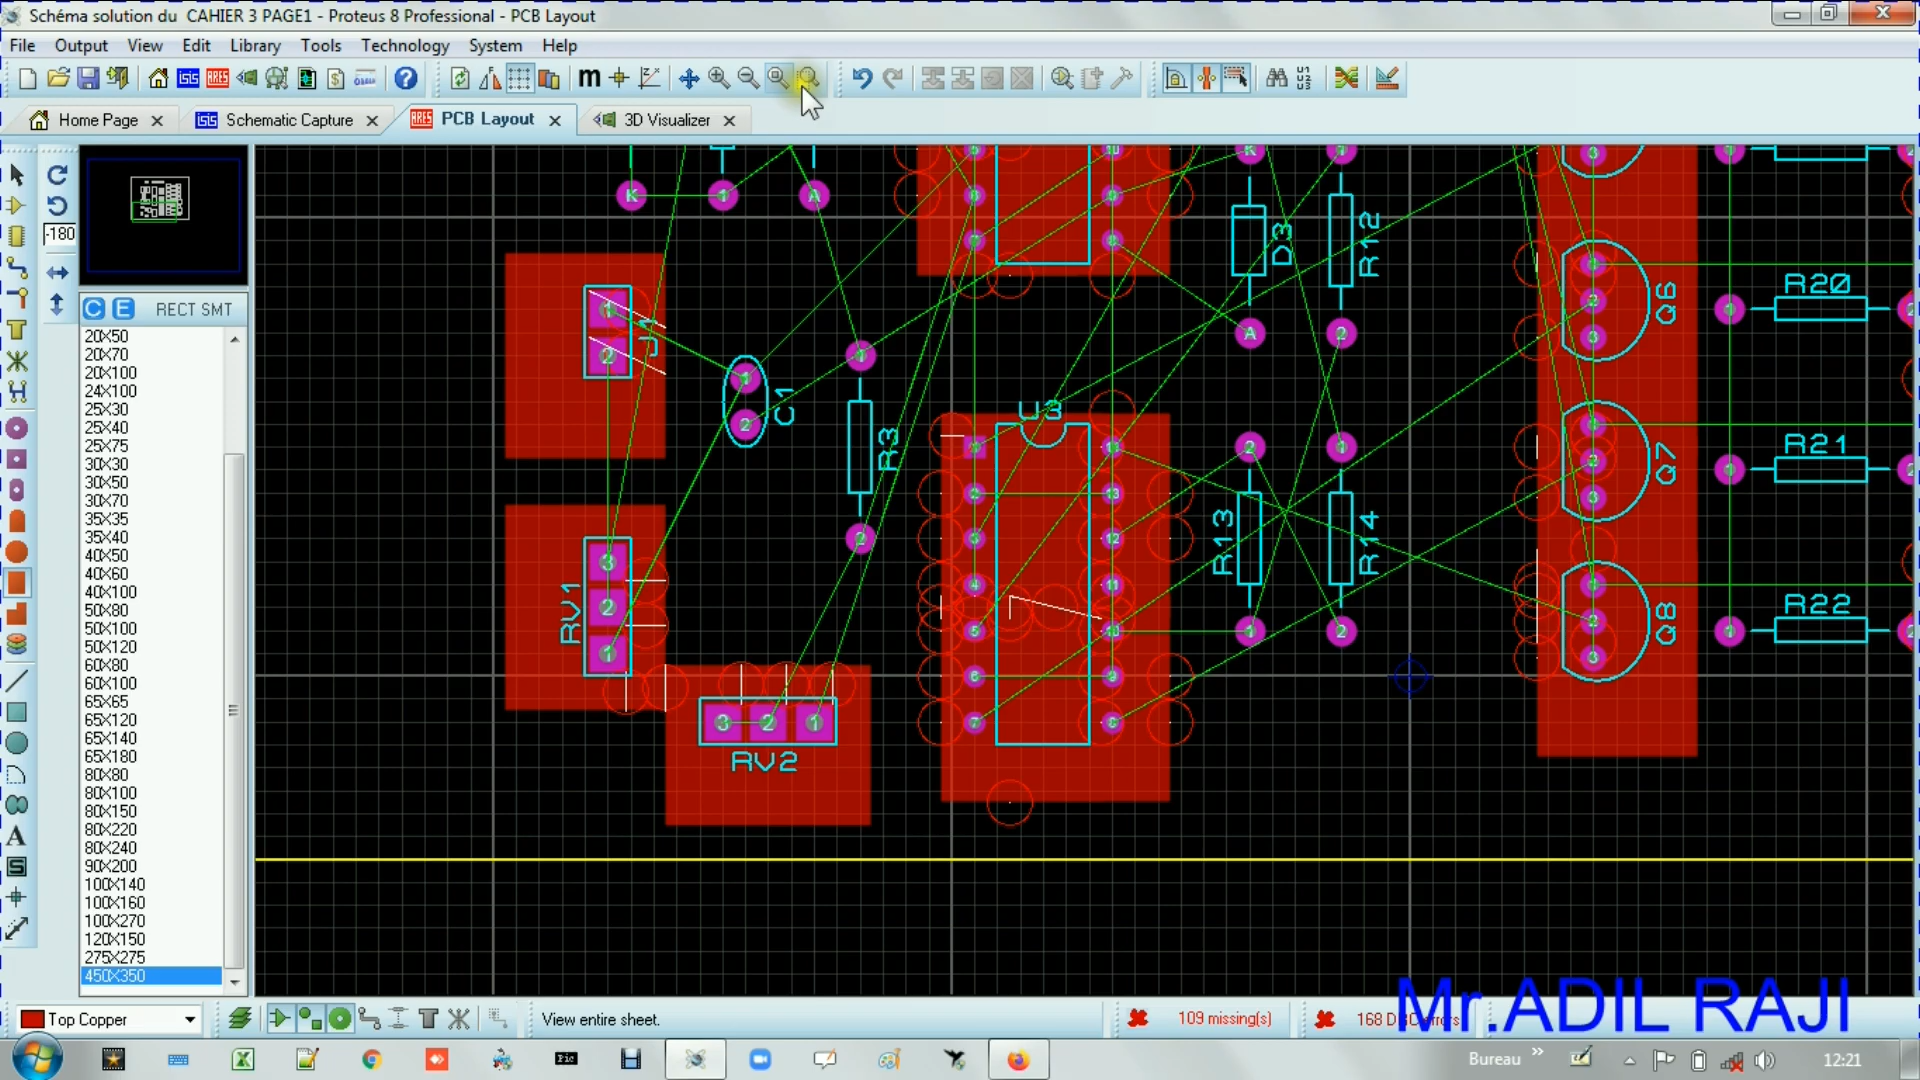 Schéma solution du CAHIER 3 PAGE1 - Proteus 8 Professional - PCB Layout
File Output View Edit Library Tools Technology System Help
Home Page
Schematic Capture
PCB Layout
3D Visualizer
-180
C E RECT SMT
20X50
20X70
20X100
24X100
25X30
25X40
25X75
30X30
30X50
30X70
35X35
35X40
40X50
40X60
40X100
50X80
50X100
50X120
60X80
60X100
65X65
65X120
65X140
65X180
80X80
80X100
80X150
80X220
80X240
90X200
100X140
100X160
100X270
120X150
275X275
450X350
J1
C1
R3
RV1
RV2
U3
D3
R12
R13
R14
Q6
Q7
Q8
R20
R21
R22
Top Copper
View entire sheet.
109 missing(s)
Mr.ADIL RAJI
Bureau
12:21